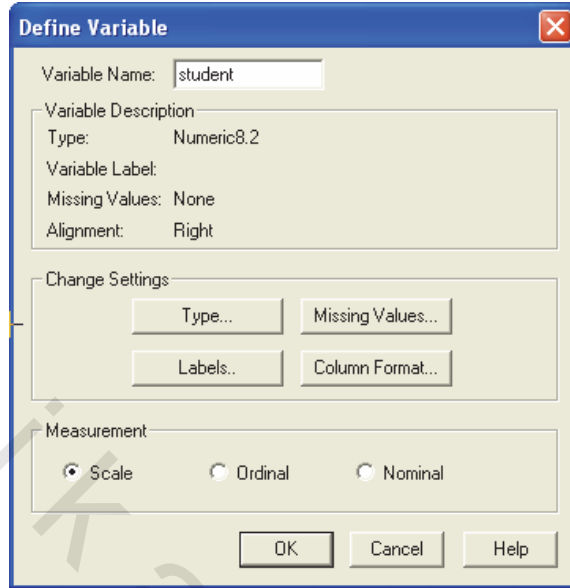 Define Variable
Variable Name: student
Variable Description
Type: Numeric8.2
Variable Label:
Missing Values: None
Alignment: Right
Change Settings
Type... Missing Values...
Labels.. Column Format...
Measurement
Scale Ordinal Nominal
OK Cancel Help